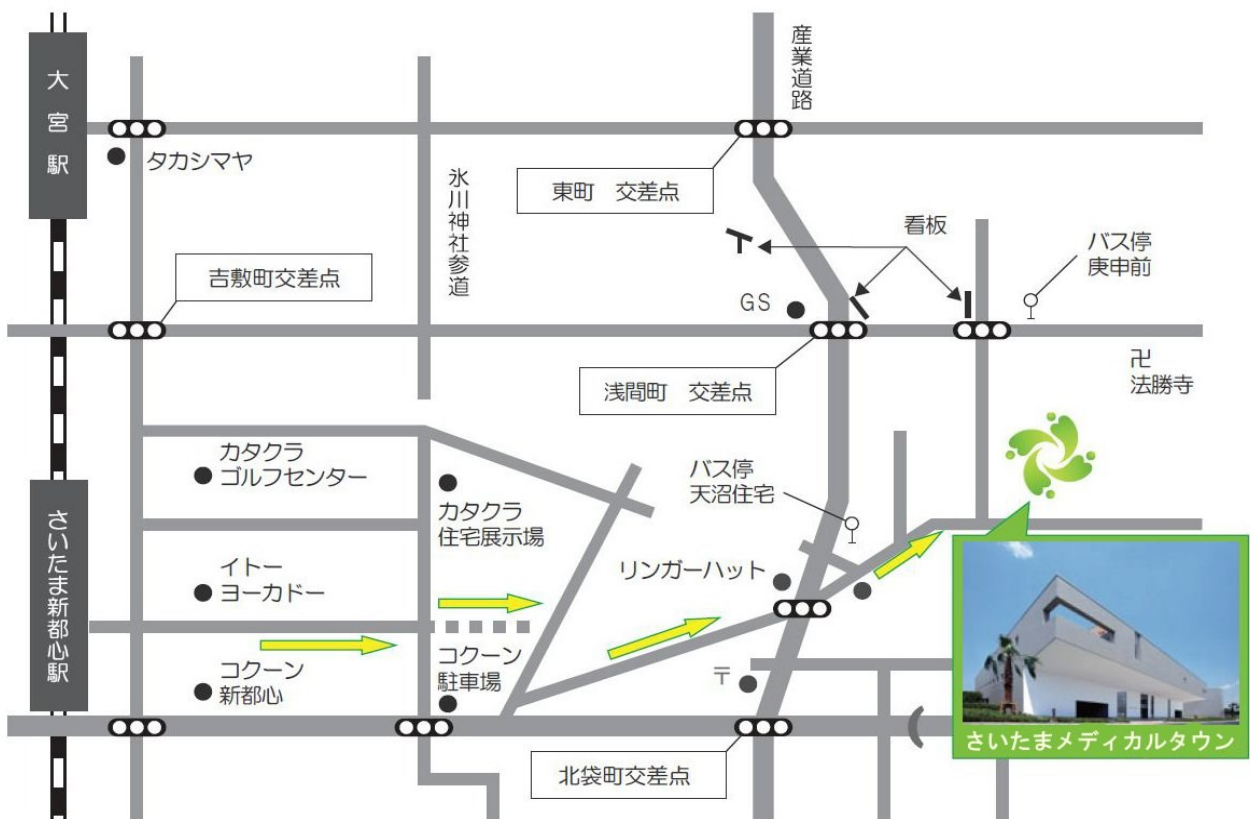 大宮駅
タカシマヤ
産業道路
東町 交差点
氷川神社参道
吉敷町交差点
看板
バス停
庚申前
GS
浅間町 交差点
卍
法勝寺
カタクラ
ゴルフセンター
カタクラ
住宅展示場
バス停
天沼住宅
さいたま新都心駅
イトー
ヨーカドー
リンガーハット
コクーン
新都心
コクーン
駐車場
〒
北袋町交差点
さいたまメディカルタウン